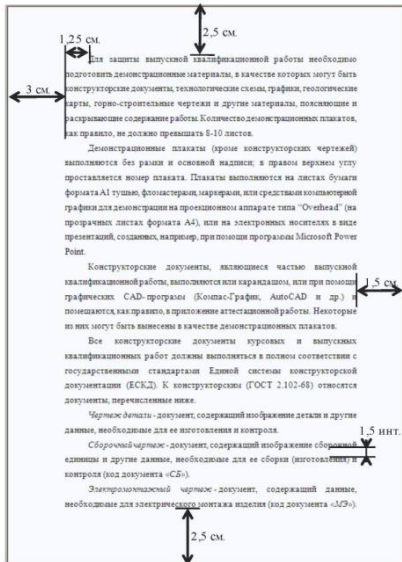 2,5 см.
1,25 см.
Для защиты выпускной квалификационной работы необходимо
подготовить демонстрационные материалы, в качестве которых могут быть
конструкторские документы, технологические схемы, графики, геологические
3 см.
карты, горно-строительные чертежи и другие материалы, поясняющие и
раскрывающие содержание работы. Количество демонстрационных плакатов,
как правило, не должно превышать 8-10 листов.
Демонстрационные плакаты (кроме конструкторских чертежей)
выполняются без рамки и основной надписи; в правом верхнем углу
проставляется номер плаката. Плакаты выполняются на листах бумаги
формата А1 тушью, фломастерами, маркерами, или средствами компьютерной
графики для демонстрации на проекционном аппарате типа “Overhead” (на
прозрачных листах формата А4), или на электронных носителях в виде
презентаций, созданных, например, при помощи программы Microsoft Power
Point.
Конструкторские документы, являющиеся частью выпускной
1,5 см.
квалификационной работы, выполняются или карандашом, или при помощи
графических CAD-программ (Компас-График, AutoCAD и др.) и
помещаются, как правило, в приложение аттестационной работы. Некоторые
из них могут быть вынесены в качестве демонстрационных плакатов.
Все конструкторские документы курсовых и выпускных
квалификационных работ должны выполняться в полном соответствии с
государственными стандартами Единой системы конструкторской
документации (ЕСКД). К конструкторским (ГОСТ 2.102-68) относятся
документы, перечисленные ниже.
Чертеж детали - документ, содержащий изображение детали и другие
данные, необходимые для ее изготовления и контроля.
1,5 инт.
Сборочный чертеж - документ, содержащий изображение сборочной
единицы и другие данные, необходимые для ее сборки (изготовления) и
контроля (код документа «СБ»).
Электромонтажный чертеж - документ, содержащий данные,
необходимые для электрического монтажа изделия (код документа «МЭ»).
2,5 см.